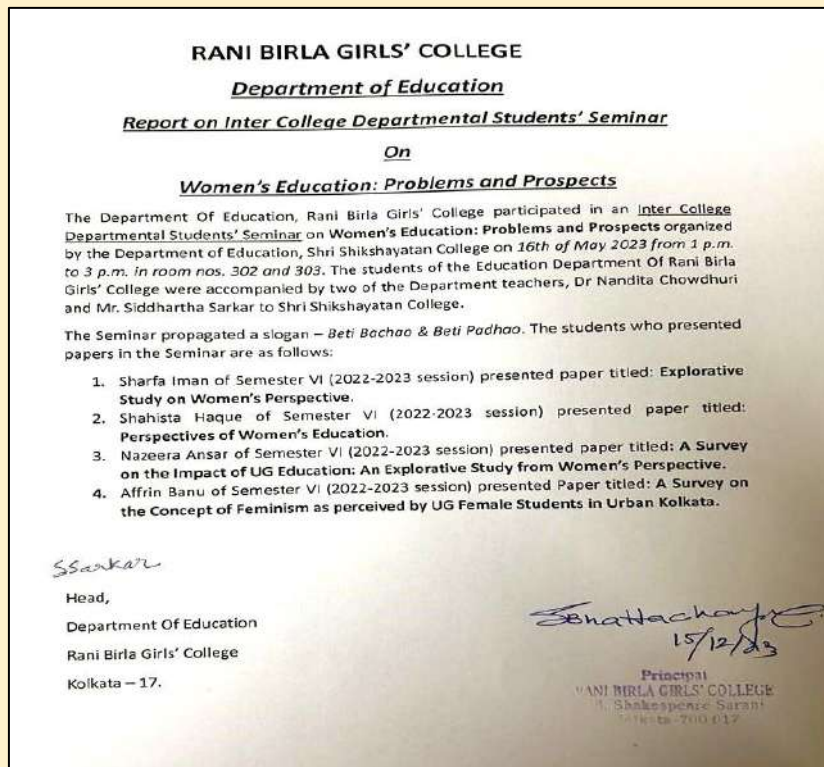 RANI BIRLA GIRLS' COLLEGE
Department of Education
Report on Inter College Departmental Students' Seminar
On
Women's Education: Problems and Prospects
The Department Of Education, Rani Birla Girls' College participated in an Inter College
Departmental Students' Seminar on Women's Education: Problems and Prospects organized
by the Department of Education, Shri Shikshayatan College on 16th of May 2023 from 1 p.m.
to 3 p.m. in room nos. 302 and 303. The students of the Education Department Of Rani Birla
Girls' College were accompanied by two of the Department teachers, Dr Nandita Chowdhuri
and Mr. Siddhartha Sarkar to Shri Shikshayatan College.
The Seminar propagated a slogan – Beti Bachao & Beti Padhao. The students who presented
papers in the Seminar are as follows:
1. Sharfa Iman of Semester VI (2022-2023 session) presented paper titled: Explorative
Study on Women's Perspective.
2. Shahista Haque of Semester VI (2022-2023 session) presented paper titled:
Perspectives of Women's Education.
3. Nazeera Ansar of Semester VI (2022-2023 session) presented paper titled: A Survey
on the Impact of UG Education: An Explorative Study from Women's Perspective.
4. Affrin Banu of Semester VI (2022-2023 session) presented Paper titled: A Survey on
the Concept of Feminism as perceived by UG Female Students in Urban Kolkata.
SSarkar
Head,
Department Of Education
Rani Birla Girls' College
Kolkata – 17.
15/12/23
Principal
RANI BIRLA GIRLS' COLLEGE
Shakespeare Sarani
Kolkata-700 017